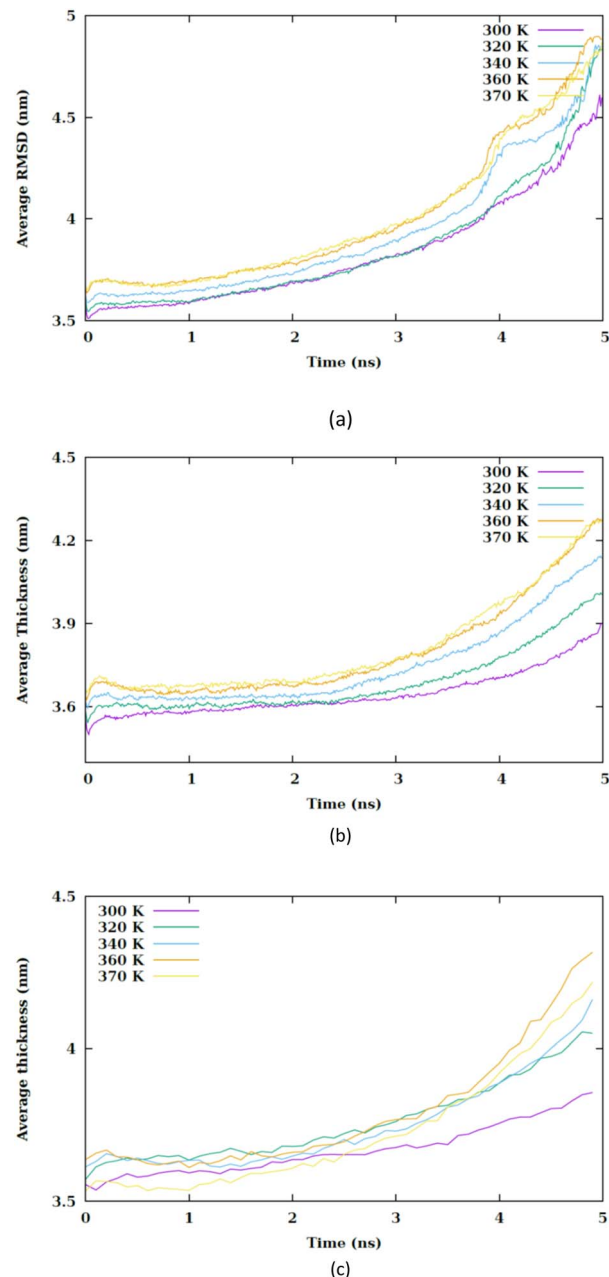 5
4.5
4
3.5
Average RMSD (nm)
300 K
320 K
340 K
360 K
370 K
0 1 2 3 4 5
Time (ns)
(a)
4.5
4.2
3.9
3.6
Average Thickness (nm)
300 K
320 K
340 K
360 K
370 K
0 1 2 3 4 5
Time (ns)
(b)
4.5
4
3.5
Average thickness (nm)
300 K
320 K
340 K
360 K
370 K
0 1 2 3 4 5
Time (ns)
(c)